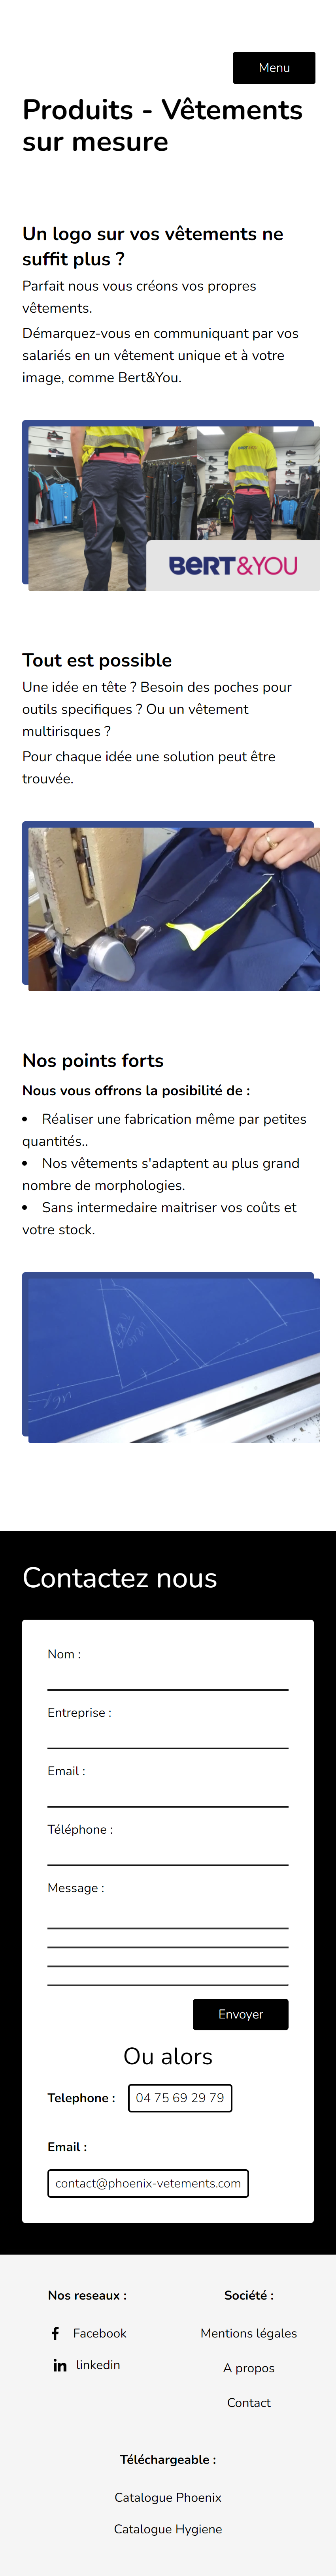 Menu
Produits - Vêtements
sur mesure
Un logo sur vos vêtements ne
suffit plus ?
Parfait nous vous créons vos propres
vêtements.
Démarquez-vous en communiquant par vos
salariés en un vêtement unique et à votre
image, comme Bert&You.
BERT&YOU
Tout est possible
Une idée en tête ? Besoin des poches pour
outils specifiques ? Ou un vêtement
multirisques ?
Pour chaque idée une solution peut être
trouvée.
Nos points forts
Nous vous offrons la posibilité de :
• Réaliser une fabrication même par petites
quantités..
• Nos vêtements s'adaptent au plus grand
nombre de morphologies.
• Sans intermedaire maitriser vos coûts et
votre stock.
Contactez nous
Nom :
Entreprise :
Email :
Téléphone :
Message :
Envoyer
Ou alors
Telephone : 04 75 69 29 79
Email :
contact@phoenix-vetements.com
Nos reseaux :
Facebook
linkedin
Société :
Mentions légales
A propos
Contact
Téléchargeable :
Catalogue Phoenix
Catalogue Hygiene